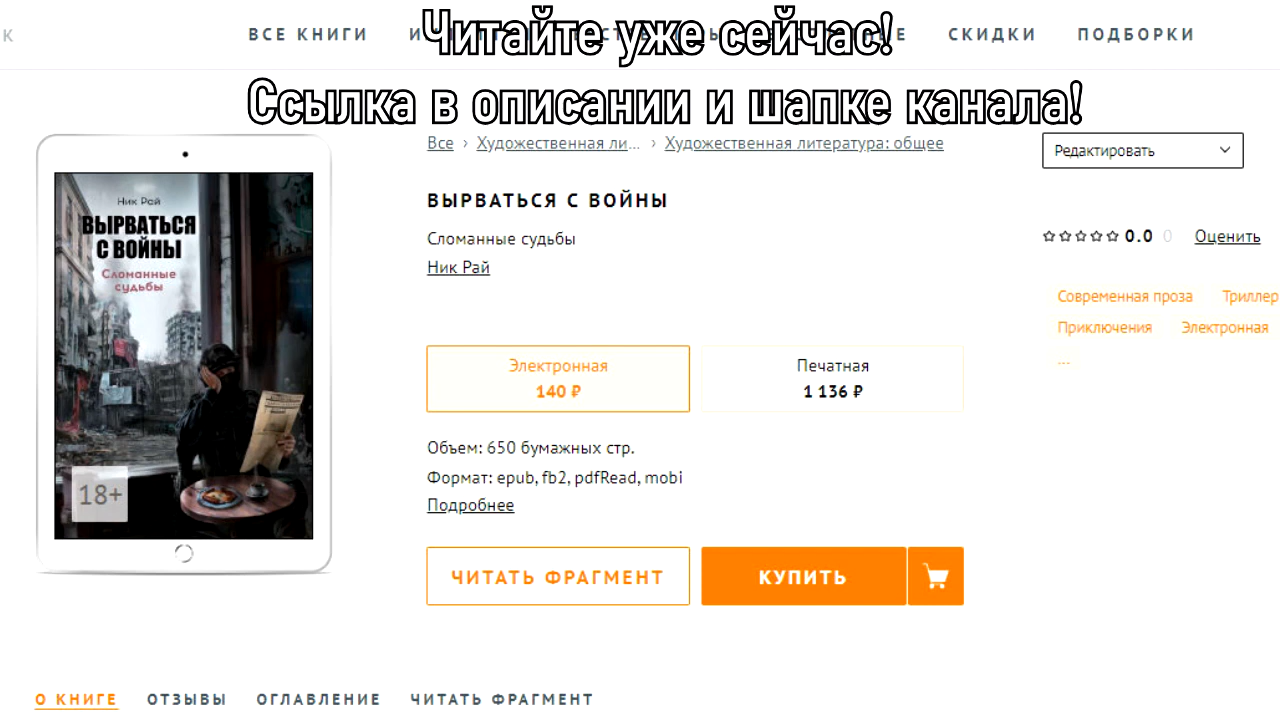 Читайте уже сейчас!
К
ВСЕ КНИГИ
СКИДКИ
ПОДБОРКИ
Ссылка в описании и шапке канала!
Все › Художественная ли... › Художественная литература: общее
Редактировать
ВЫРВАТЬСЯ С ВОЙНЫ
Сломанные судьбы
Ник Рай
0.0 0 Оценить
Современная проза Триллер
Приключения Электронная
...
Ник Рай
ВЫРВАТЬСЯ
С ВОЙНЫ
Сломанные
судьбы
18+
Электронная
140 ₽
Печатная
1 136 ₽
Объем: 650 бумажных стр.
Формат: epub, fb2, pdfRead, mobi
Подробнее
ЧИТАТЬ ФРАГМЕНТ
КУПИТЬ
О КНИГЕ ОТЗЫВЫ ОГЛАВЛЕНИЕ ЧИТАТЬ ФРАГМЕНТ